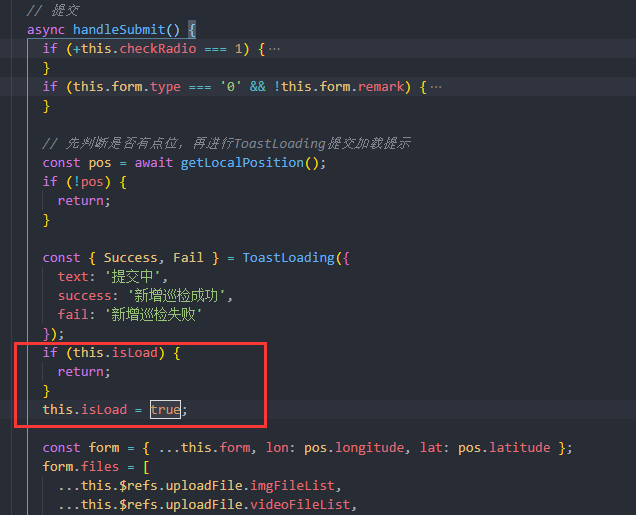 // 提交
async handleSubmit() {
if (+this.checkRadio === 1) {···
}
if (this.form.type === '0' && !this.form.remark) {···
}
// 先判断是否有点位，再进行ToastLoading提交加载提示
const pos = await getLocalPosition();
if (!pos) {
return;
}
const { Success, Fail } = ToastLoading({
text: '提交中',
success: '新增巡检成功',
fail: '新增巡检失败'
});
if (this.isLoad) {
return;
}
this.isLoad = true;
const form = { ...this.form, lon: pos.longitude, lat: pos.latitude };
form.files = [
...this.$refs.uploadFile.imgFileList,
...this.$refs.uploadFile.videoFileList,